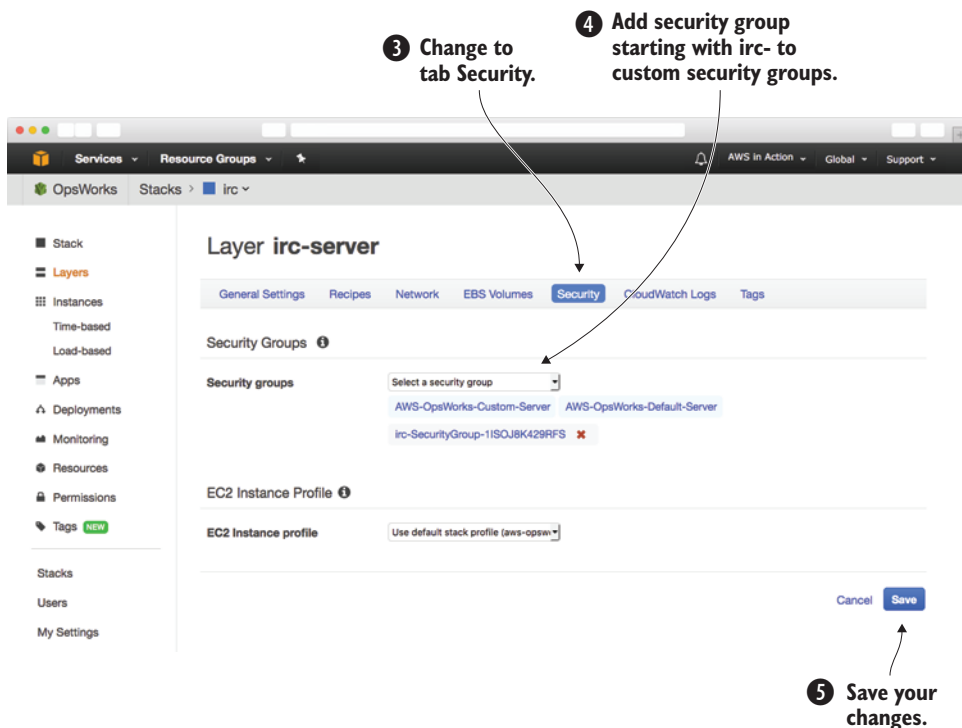 4 Add security group
starting with irc- to
custom security groups.
3 Change to
tab Security.
Services Resource Groups AWS in Action Global Support
OpsWorks Stacks > irc
Stack
Layers
Instances
Time-based
Load-based
Apps
Deployments
Monitoring
Resources
Permissions
Tags NEW
Stacks
Users
My Settings
Layer irc-server
General Settings Recipes Network EBS Volumes Security CloudWatch Logs Tags
Security Groups
Security groups Select a security group
AWS-OpsWorks-Custom-Server AWS-OpsWorks-Default-Server
irc-SecurityGroup-1ISOJ8K429RFS
EC2 Instance Profile
EC2 Instance profile Use default stack profile (aws-opsw
Cancel Save
5 Save your
changes.